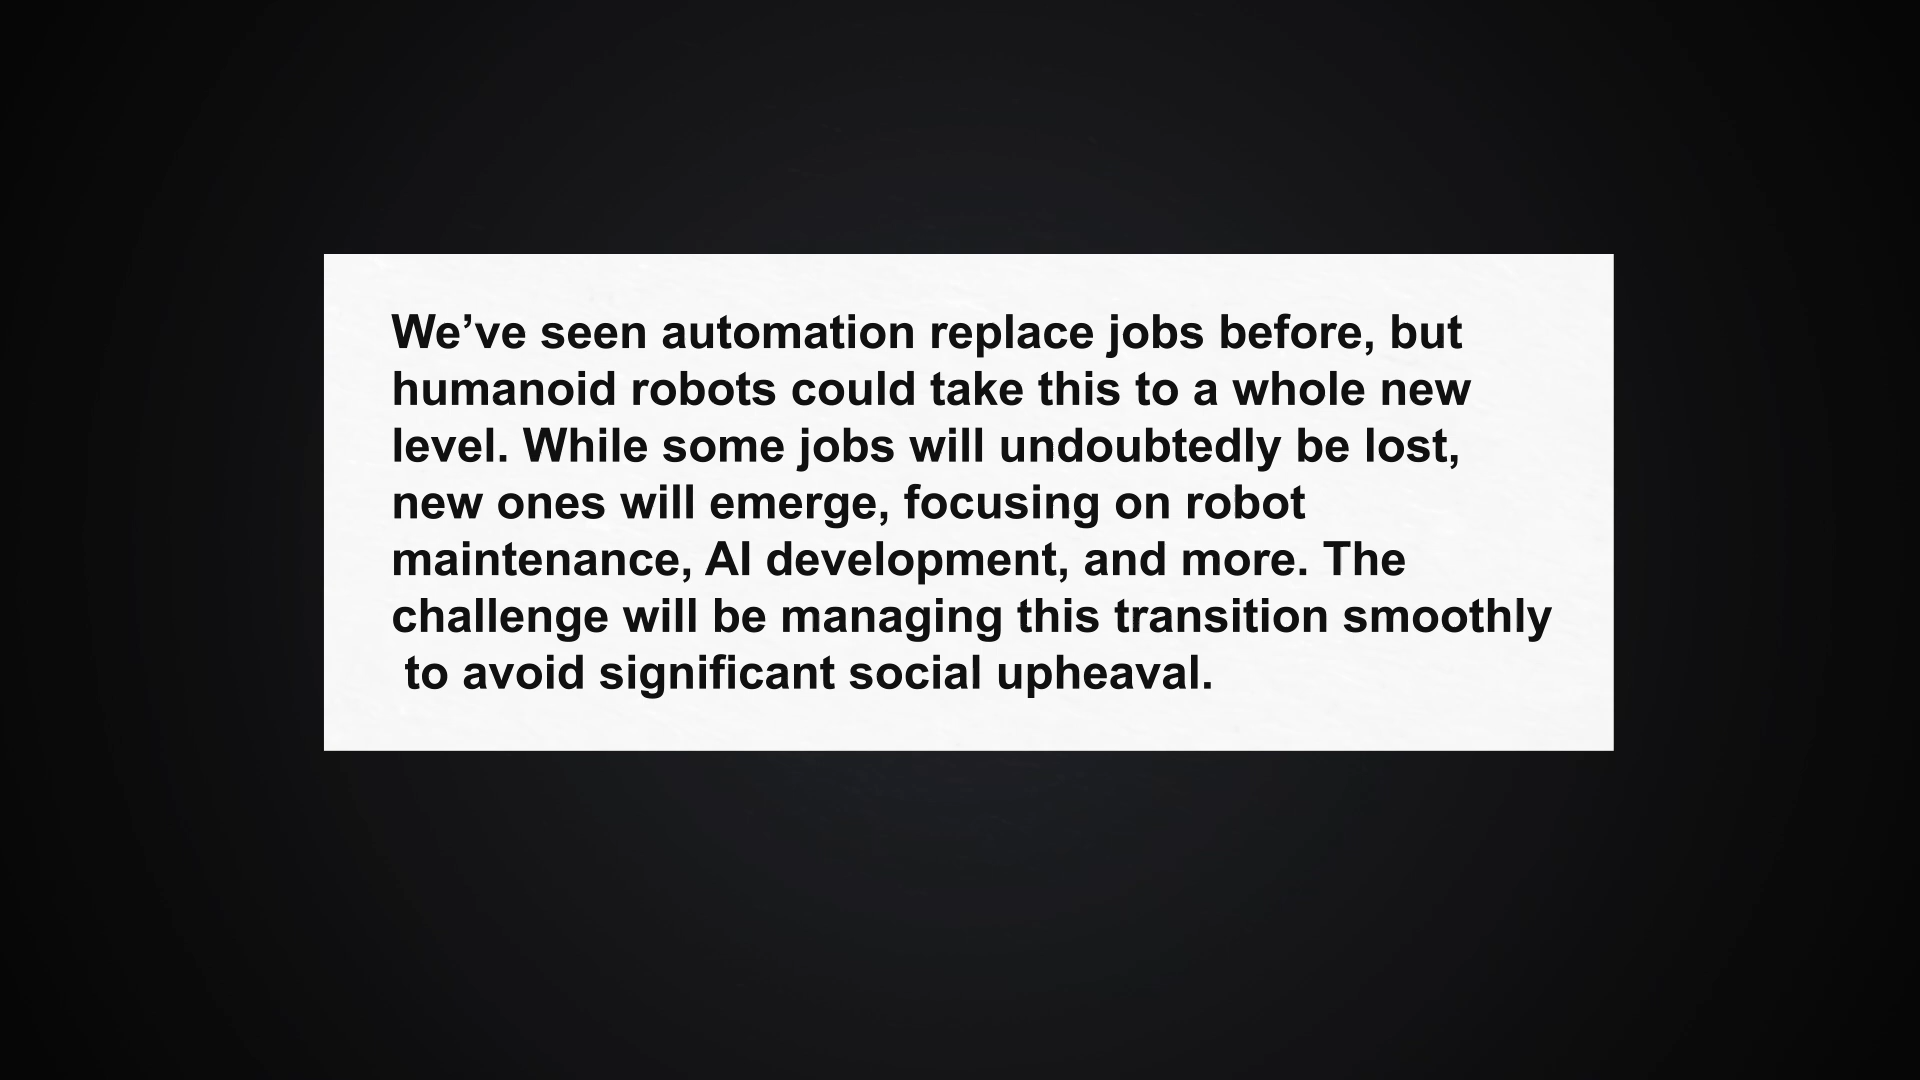 We’ve seen automation replace jobs before, but
humanoid robots could take this to a whole new
level. While some jobs will undoubtedly be lost,
new ones will emerge, focusing on robot
maintenance, AI development, and more. The
challenge will be managing this transition smoothly
to avoid significant social upheaval.